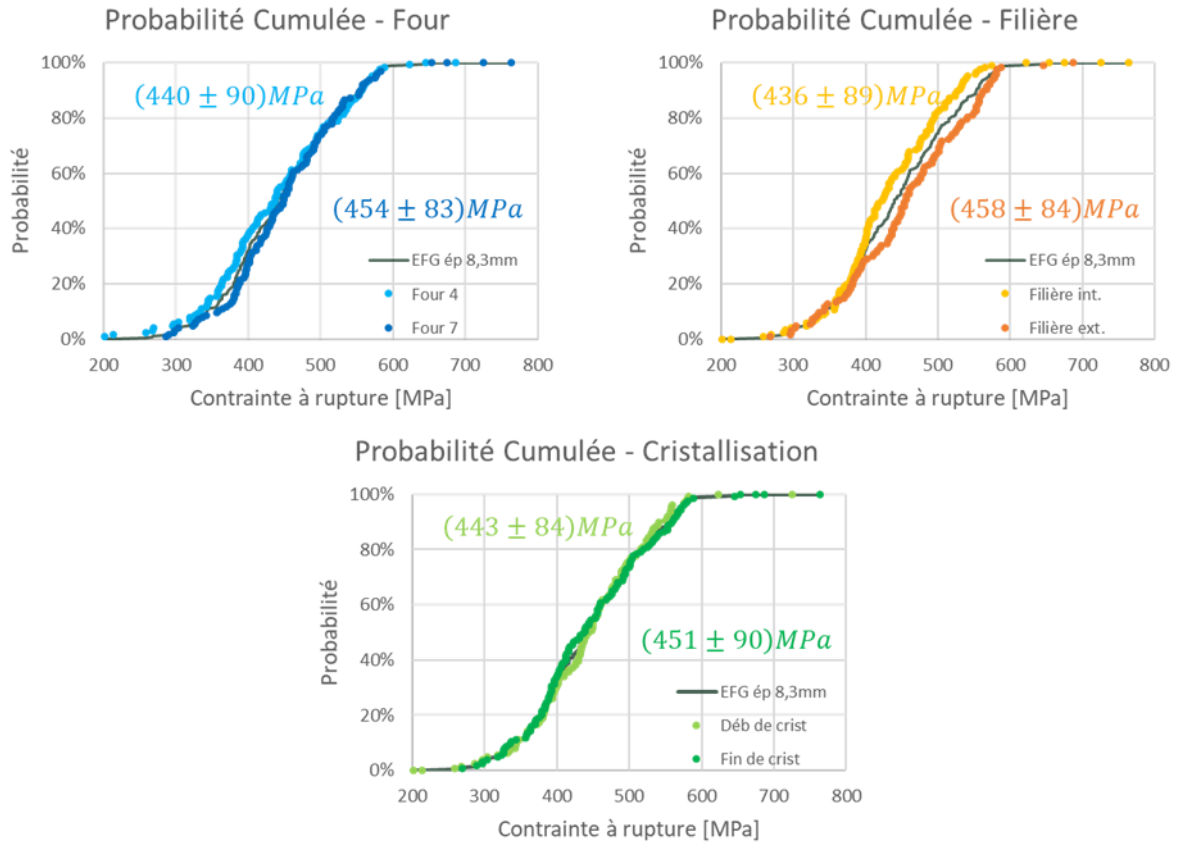 Probabilité Cumulée - Four
100%
80%
60%
40%
20%
0%
Probabilité
(440 ± 90)MPa
(454 ± 83)MPa
EFG ép 8,3mm
Four 4
Four 7
200 300 400 500 600 700 800
Contrainte à rupture [MPa]
Probabilité Cumulée - Filière
100%
80%
60%
40%
20%
0%
Probabilité
(436 ± 89)MPa
(458 ± 84)MPa
EFG ép 8,3mm
Filière int.
Filière ext.
200 300 400 500 600 700 800
Contrainte à rupture [MPa]
Probabilité Cumulée - Cristallisation
100%
80%
60%
40%
20%
0%
Probabilité
(443 ± 84)MPa
(451 ± 90)MPa
EFG ép 8,3mm
Déb de crist
Fin de crist
200 300 400 500 600 700 800
Contrainte à rupture [MPa]